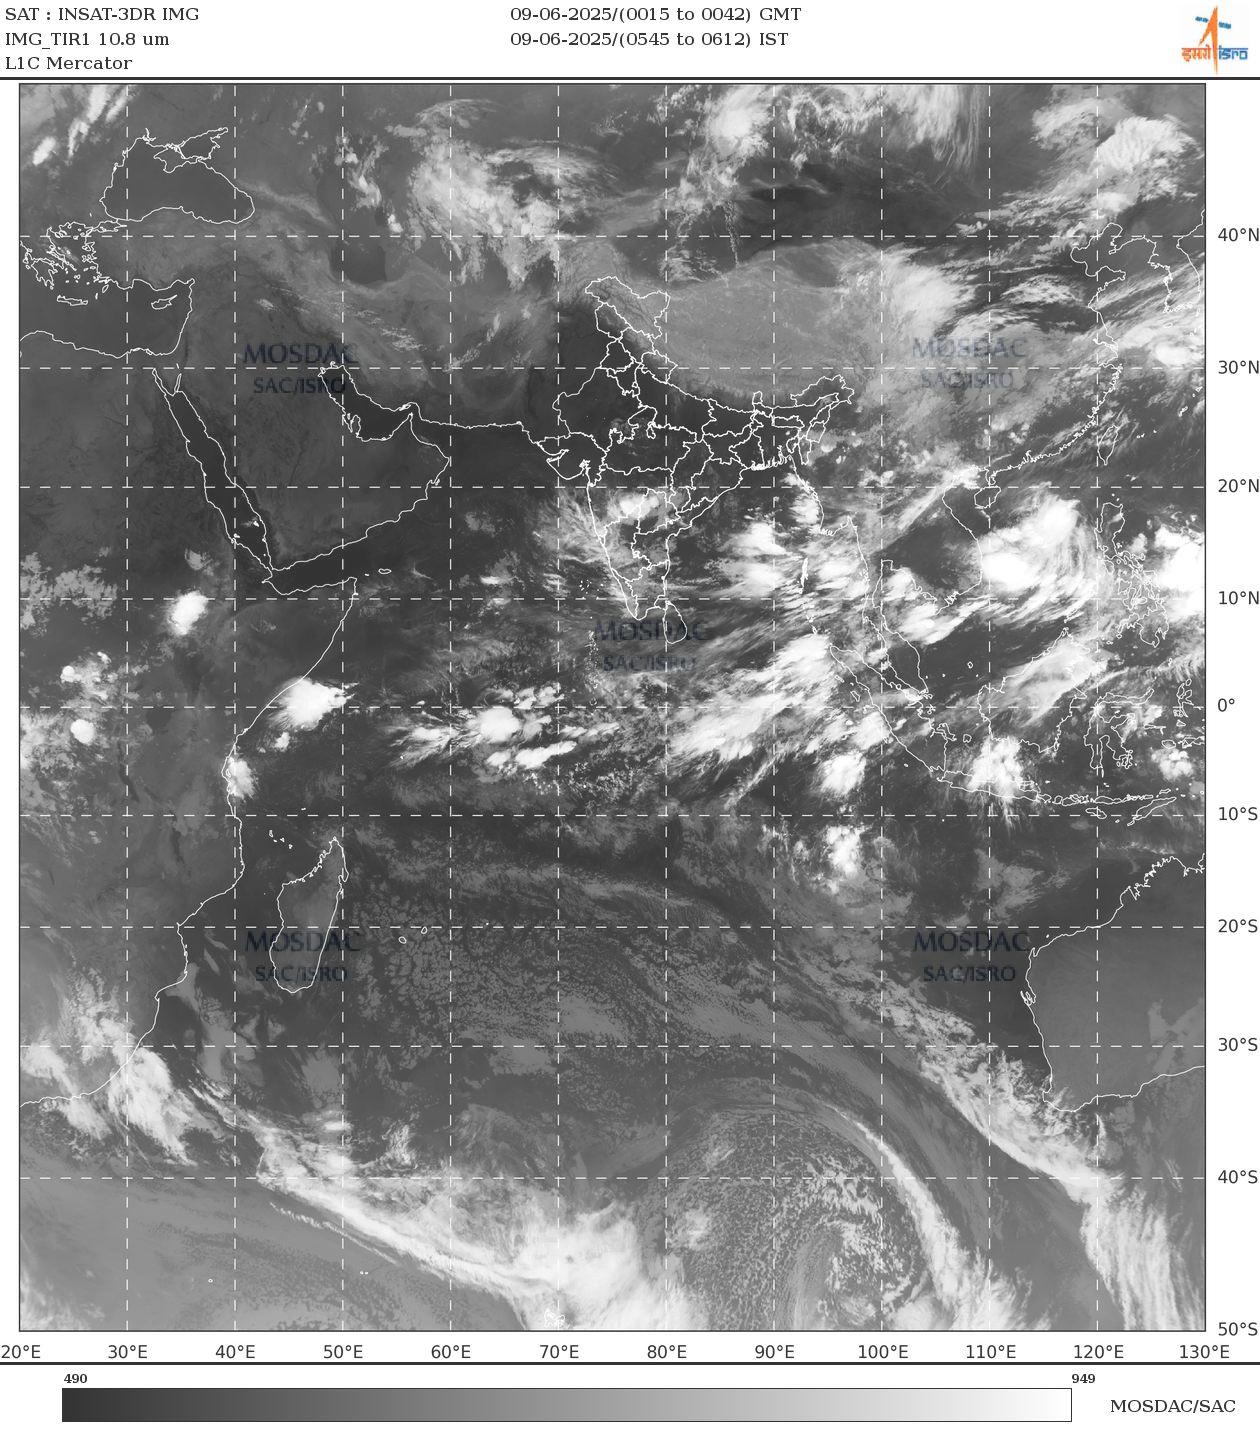 SAT : INSAT-3DR IMG
09-06-2025/(0015 to 0042) GMT
IMG_TIR1 10.8 um
09-06-2025/(0545 to 0612) IST
L1C Mercator
इसरो isro
40°N
MOSDAC
SAC/ISRO
MOSDAC
SAC/ISRO
30°N
20°N
10°N
MOSDAC
SAC/ISRO
0°
10°S
20°S
MOSDAC
SAC/ISRO
MOSDAC
SAC/ISRO
30°S
40°S
50°S
20°E 30°E 40°E 50°E 60°E 70°E 80°E 90°E 100°E 110°E 120°E 130°E
490 949
MOSDAC/SAC